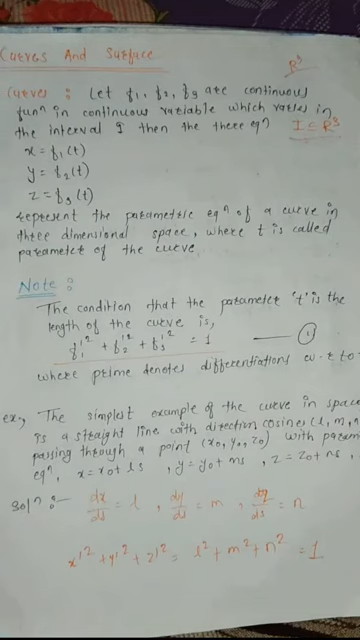 Curves And Surface
R³
Curves : Let f₁, f₂, f₃ are continuous
funⁿ in continuous variable which varies in
the interval I then the three eqⁿ I ⊂ R³
x = f₁(t)
y = f₂(t)
z = f₃(t)
represent the parametric eqⁿ of a curve in
three dimensional space, where t is called
parameter of the curve.
Note :
The condition that the parameter 't' is the
length of the curve is,
f₁'² + f₂'² + f₃'² = 1 — ①
where prime denotes differentiations w.r to
ex, The simplest example of the curve in space
is a straight line with direction cosines (l, m, n
passing through a point (x₀, y₀, z₀) with param
eqⁿ, x = x₀ + ls , y = y₀ + ms , z = z₀ + ns ,
Solⁿ :- dx/ds = l , dy/ds = m , dz/ds = n
x'² + y'² + z'² = l² + m² + n² = 1